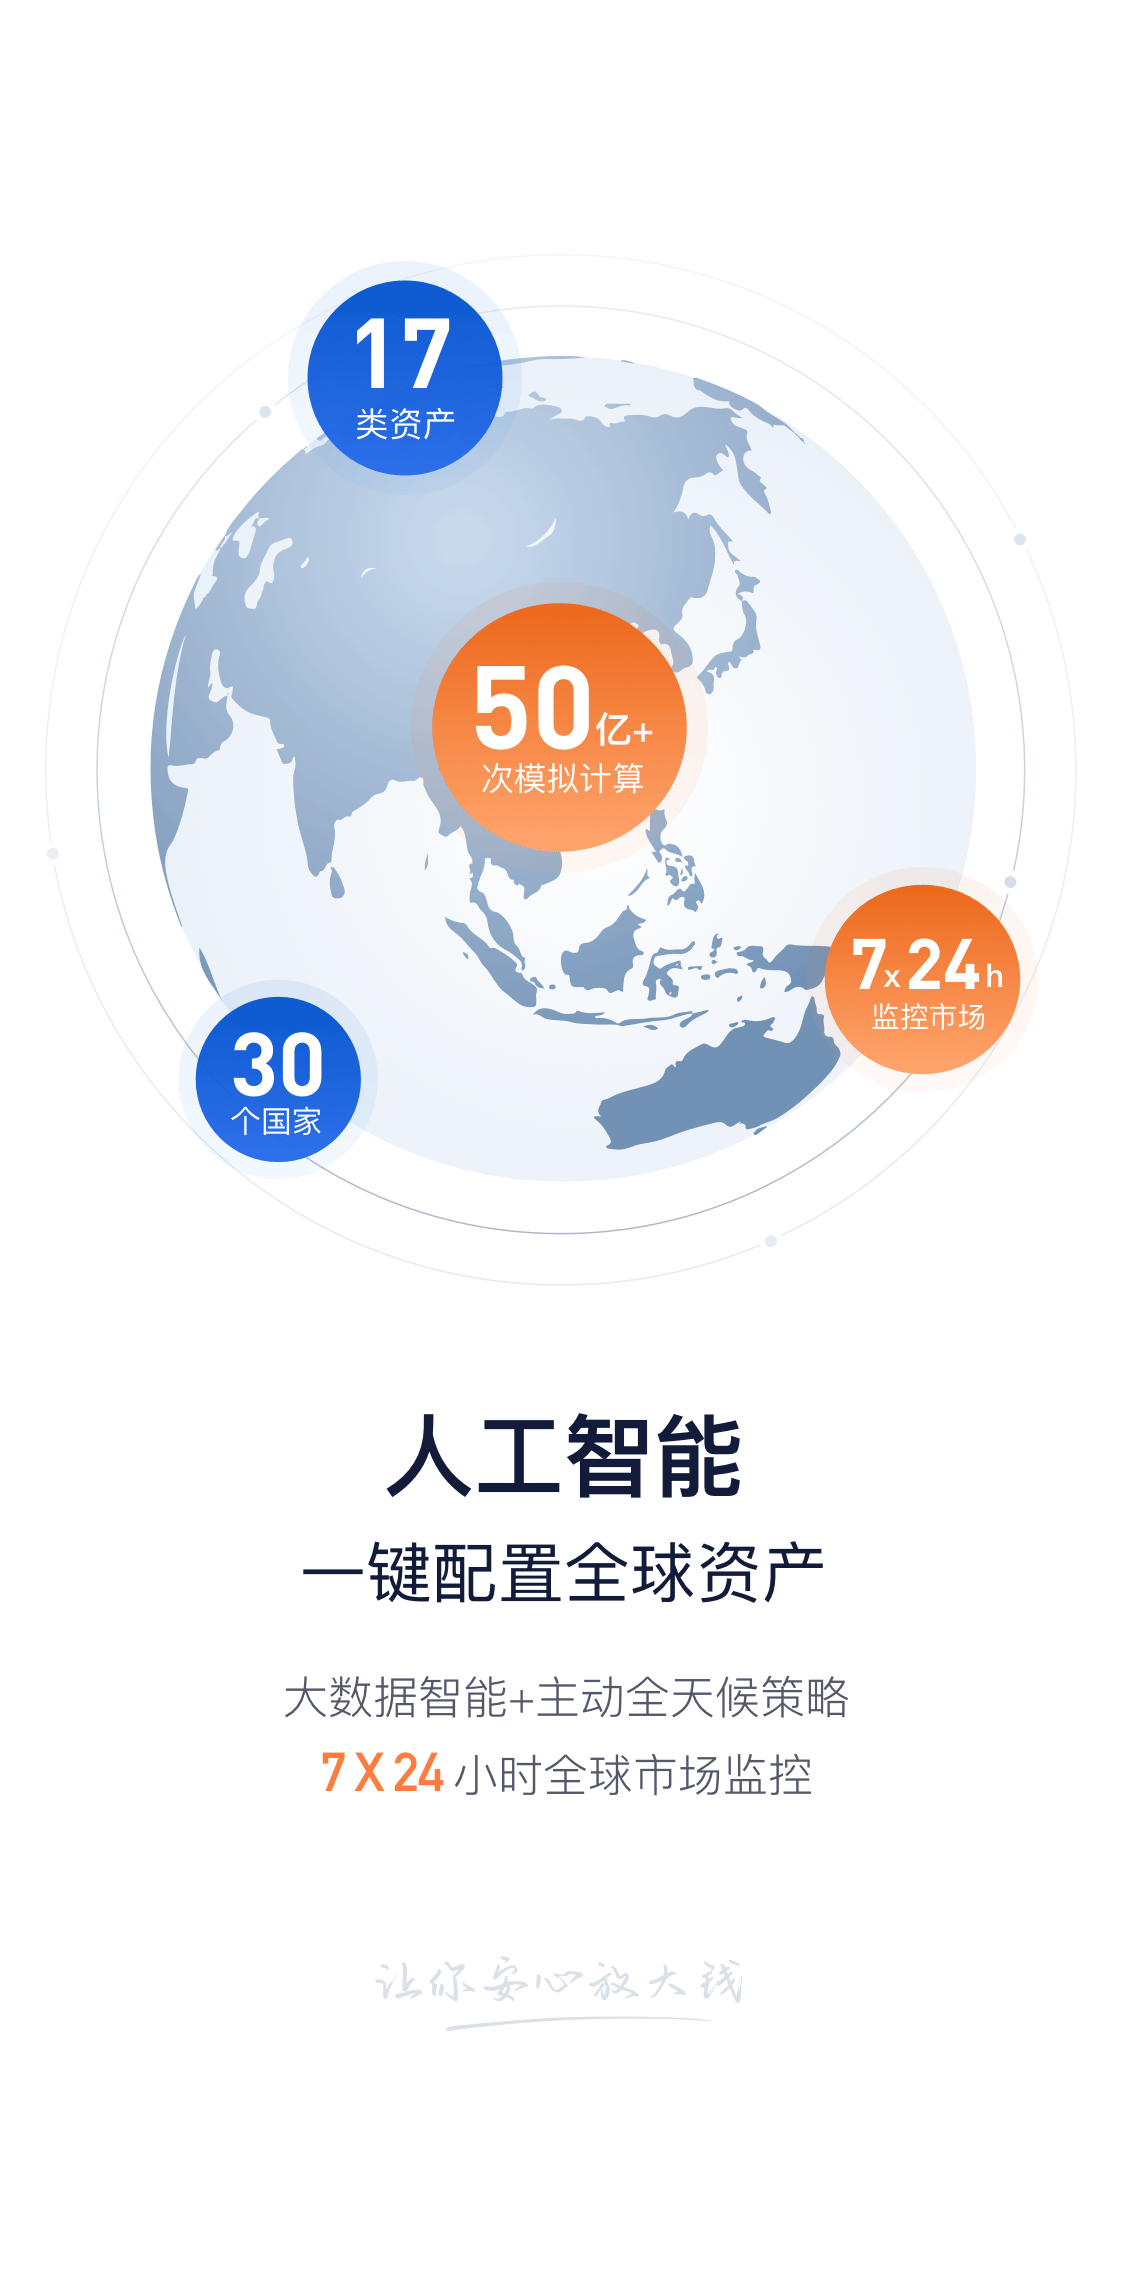 17
类资产
50亿+
次模拟计算
7x24h
监控市场
30
个国家
人工智能
一键配置全球资产
大数据智能+主动全天候策略
7 X 24 小时全球市场监控
让你安心放大钱